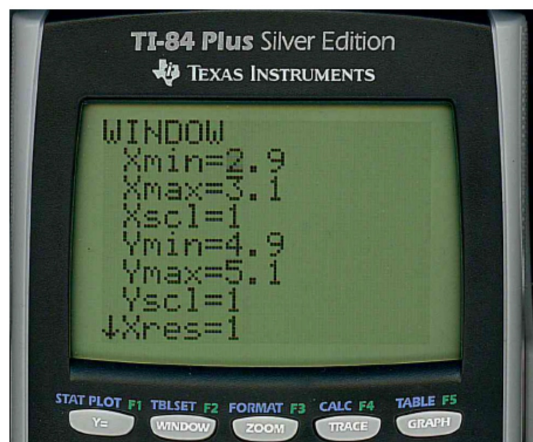 TI-84 Plus Silver Edition
TEXAS INSTRUMENTS
WINDOW
Xmin=2.9
Xmax=3.1
Xscl=1
Ymin=4.9
Ymax=5.1
Yscl=1
↓Xres=1
STAT PLOT F1 TBLSET F2 FORMAT F3 CALC F4 TABLE F5
Y= WINDOW ZOOM TRACE GRAPH